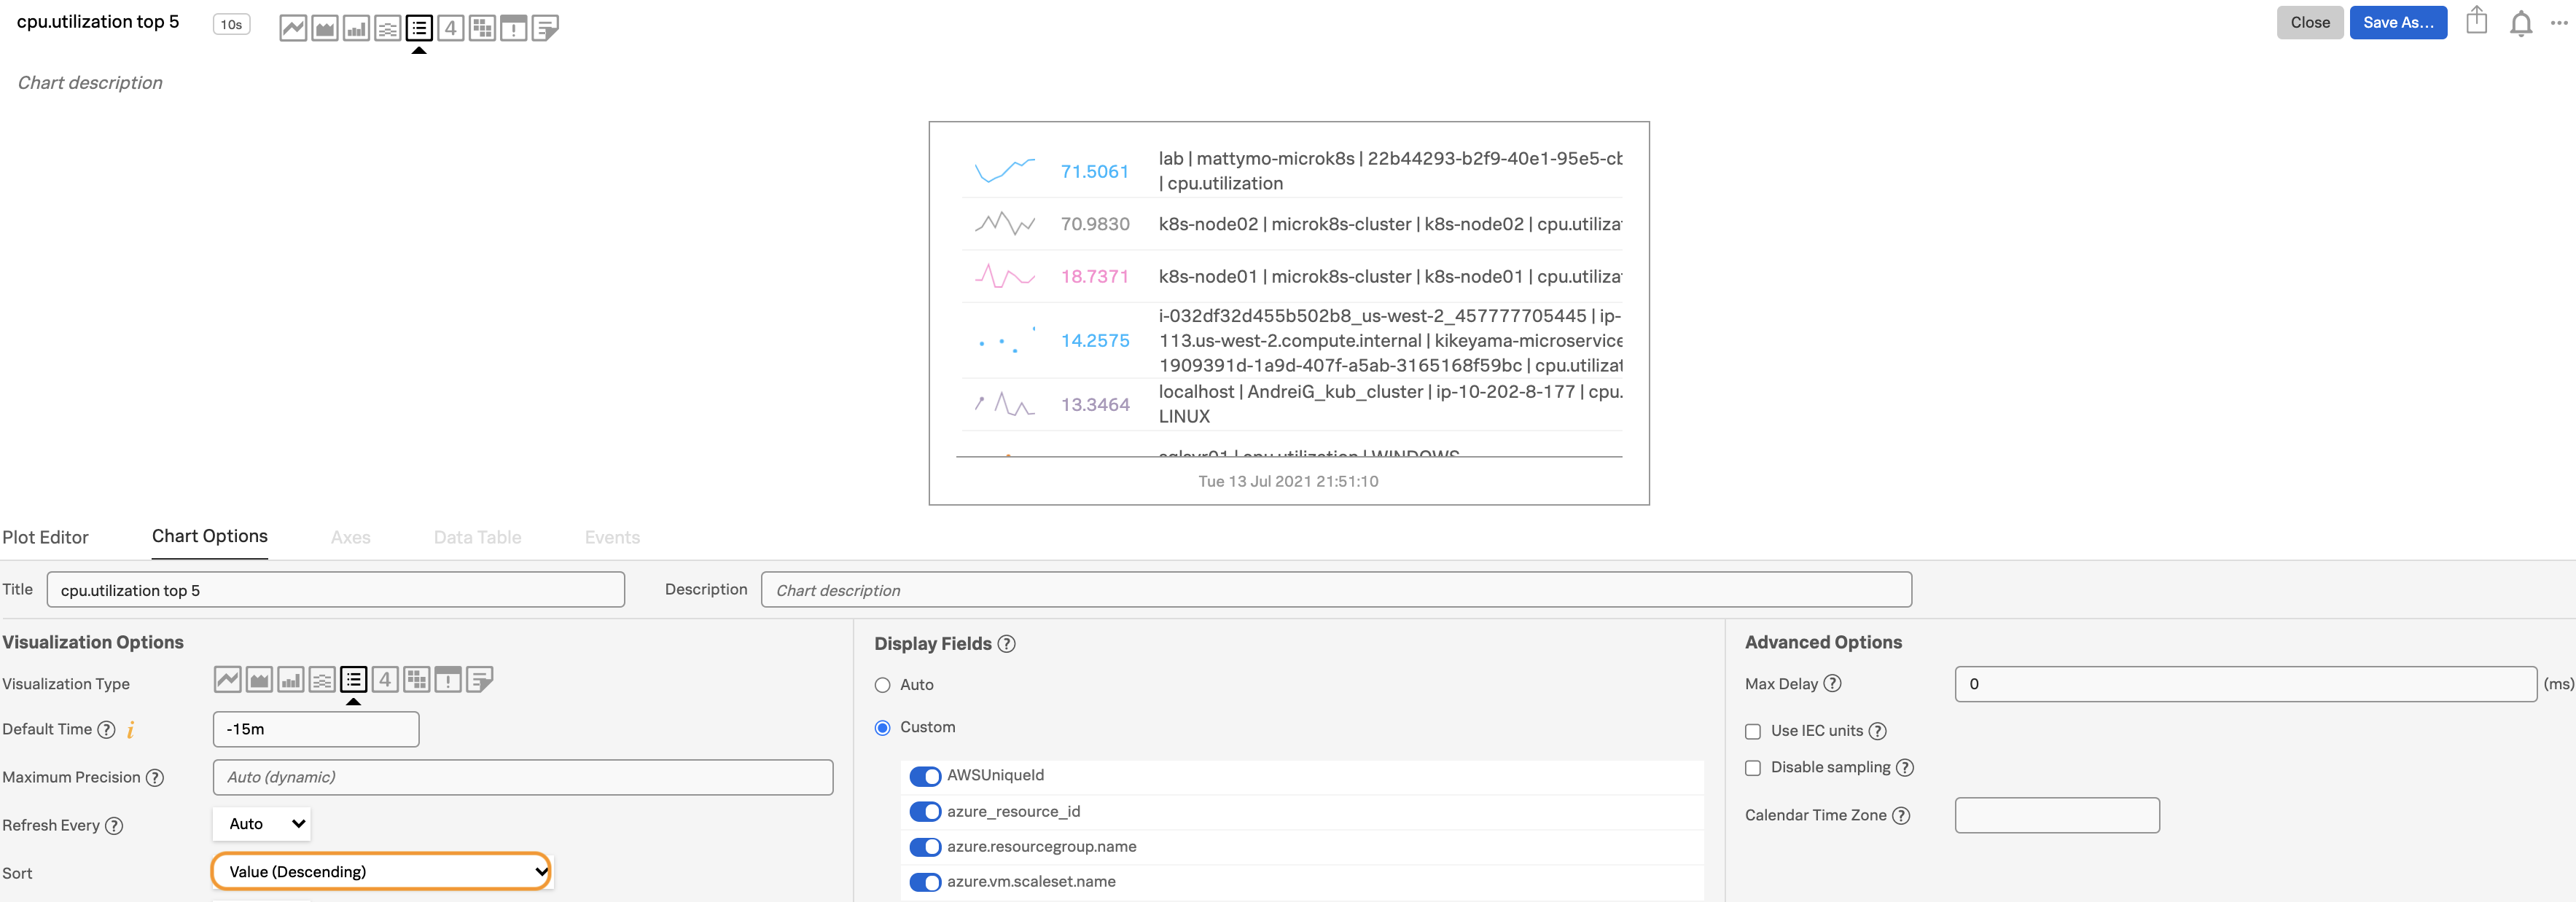 cpu.utilization top 5
10s
4
Close
Save As...
Chart description
71.5061
lab | mattymo-microk8s | 22b44293-b2f9-40e1-95e5-cb
| cpu.utilization
70.9830
k8s-node02 | microk8s-cluster | k8s-node02 | cpu.utiliza
18.7371
k8s-node01 | microk8s-cluster | k8s-node01 | cpu.utiliza
14.2575
i-032df32d455b502b8_us-west-2_457777705445 | ip-
113.us-west-2.compute.internal | kikeyama-microservice
1909391d-1a9d-407f-a5ab-3165168f59bc | cpu.utilizat
13.3464
localhost | AndreiG_kub_cluster | ip-10-202-8-177 | cpu.
LINUX
sqlsvr01 | cpu.utilization | WINDOWS
Tue 13 Jul 2021 21:51:10
Plot Editor
Chart Options
Axes
Data Table
Events
Title
cpu.utilization top 5
Description
Chart description
Visualization Options
Visualization Type
4
Default Time
-15m
Maximum Precision
Auto (dynamic)
Refresh Every
Auto
Sort
Value (Descending)
Display Fields
Auto
Custom
AWSUniqueId
azure_resource_id
azure.resourcegroup.name
azure.vm.scaleset.name
Advanced Options
Max Delay
0
(ms)
Use IEC units
Disable sampling
Calendar Time Zone